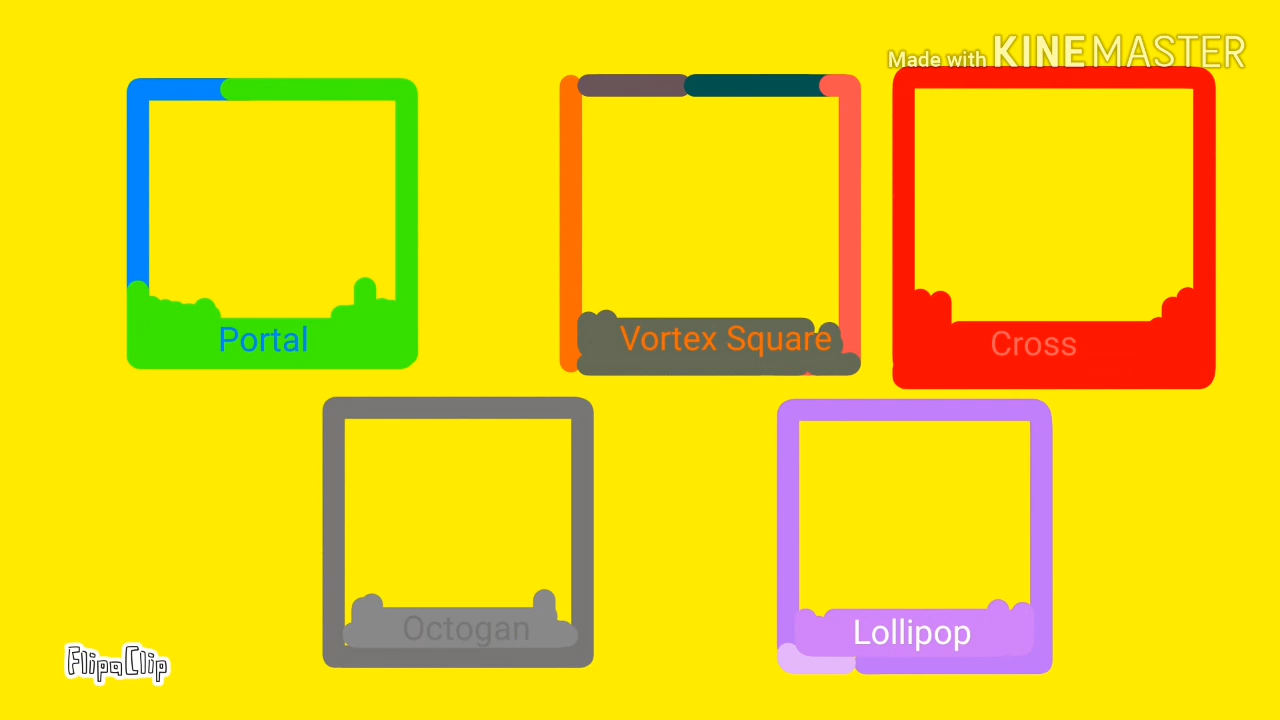 Made with KINEMASTER
Portal
Vortex Square
Cross
Octogan
Lollipop
FlipaClip